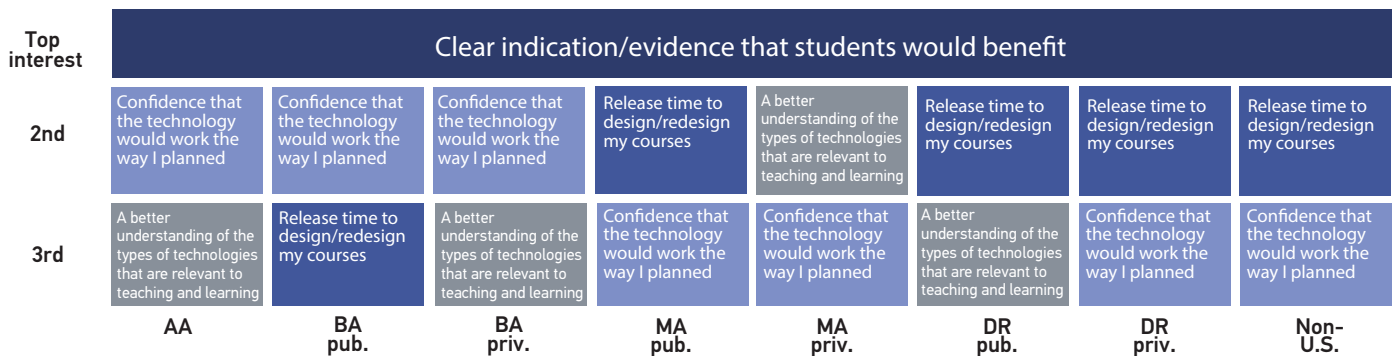 Top
interest
Clear indication/evidence that students would benefit
2nd
Confidence that
the technology
would work the
way I planned
Confidence that
the technology
would work the
way I planned
Confidence that
the technology
would work the
way I planned
Release time to
design/redesign
my courses
A better
understanding of the
types of technologies
that are relevant to
teaching and learning
Release time to
design/redesign
my courses
Release time to
design/redesign
my courses
Release time to
design/redesign
my courses
3rd
A better
understanding of the
types of technologies
that are relevant to
teaching and learning
Release time to
design/redesign
my courses
A better
understanding of the
types of technologies
that are relevant to
teaching and learning
Confidence that
the technology
would work the
way I planned
Confidence that
the technology
would work the
way I planned
A better
understanding of the
types of technologies
that are relevant to
teaching and learning
Confidence that
the technology
would work the
way I planned
Confidence that
the technology
would work the
way I planned
AA
BA
pub.
BA
priv.
MA
pub.
MA
priv.
DR
pub.
DR
priv.
Non-
U.S.